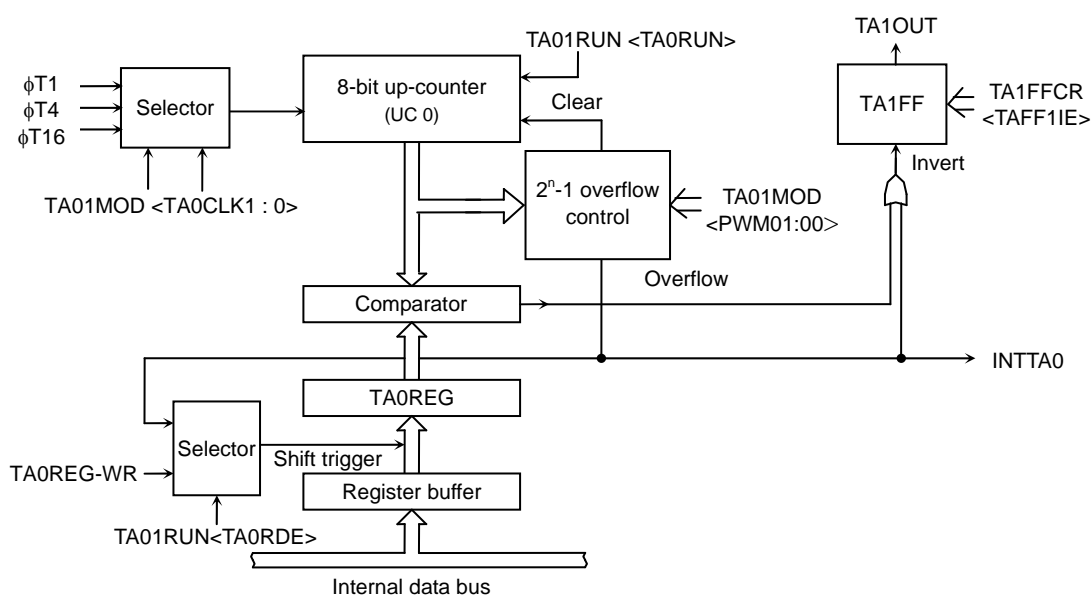 TA1OUT
TA01RUN <TA0RUN>
φT1
φT4
φT16
Selector
8-bit up-counter
(UC 0)
Clear
TA1FF
TA1FFCR
<TAFF1IE>
Invert
TA01MOD <TA0CLK1 : 0>
2ⁿ-1 overflow
control
TA01MOD
<PWM01:00>
Overflow
Comparator
INTTA0
TA0REG
Selector
Shift trigger
TA0REG-WR
Register buffer
TA01RUN<TA0RDE>
Internal data bus